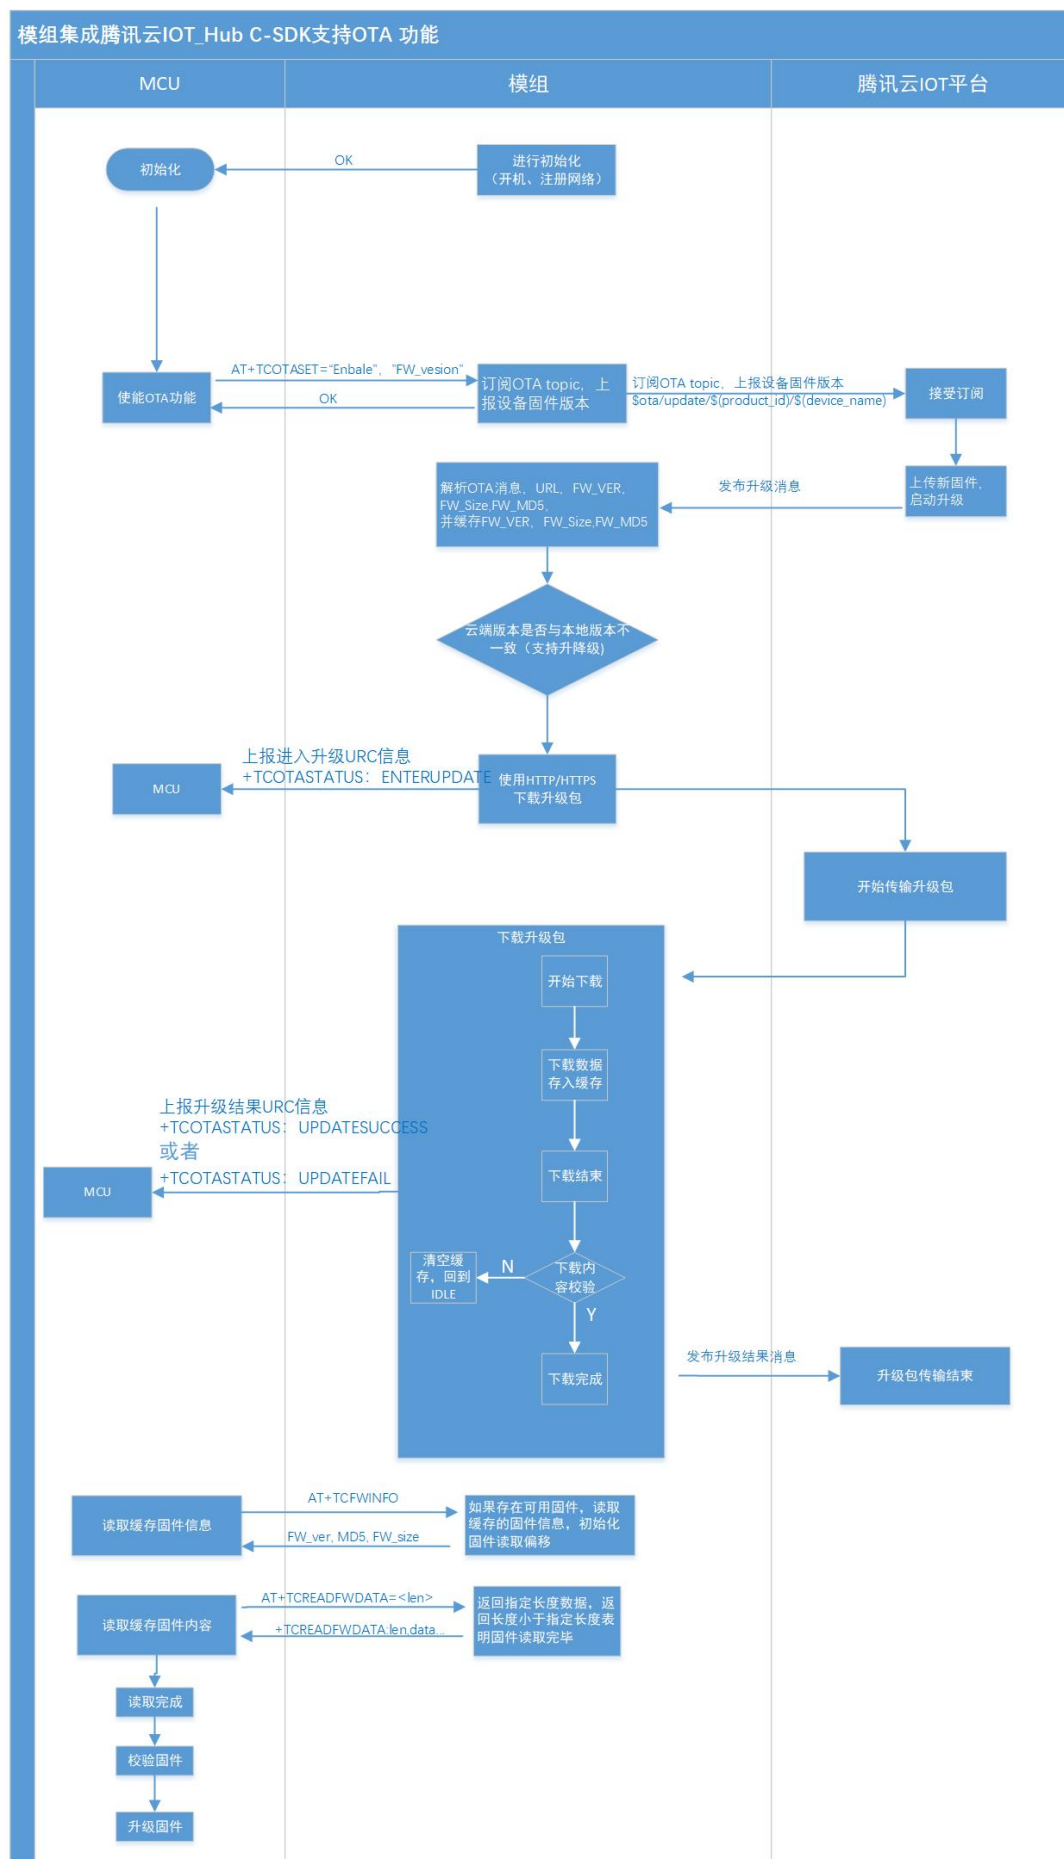 模组集成腾讯云IOT_Hub C-SDK支持OTA 功能
MCU
模组
腾讯云IOT平台
初始化
OK
进行初始化
（开机、注册网络）
使能OTA功能
AT+TCOTASET=“Enbale”，“FW_vesion”
OK
订阅OTA topic，上
报设备固件版本
订阅OTA topic，上报设备固件版本
$ota/update/$(product_id)/$(device_name)
接受订阅
上传新固件，
启动升级
发布升级消息
解析OTA消息，URL，FW_VER，
FW_Size,FW_MD5，
并缓存FW_VER，FW_Size,FW_MD5
云端版本是否与本地版本不
一致（支持升降级)
上报进入升级URC信息
+TCOTASTATUS：ENTERUPDATE
MCU
使用HTTP/HTTPS
下载升级包
开始传输升级包
下载升级包
开始下载
下载数据
存入缓存
上报升级结果URC信息
+TCOTASTATUS：UPDATESUCCESS
或者
+TCOTASTATUS：UPDATEFAIL
MCU
下载结束
下载内
容校验
N
清空缓
存，回到
IDLE
Y
下载完成
发布升级结果消息
升级包传输结束
读取缓存固件信息
AT+TCFWINFO
FW_ver, MD5, FW_size
如果存在可用固件，读取
缓存的固件信息，初始化
固件读取偏移
读取缓存固件内容
AT+TCREADFWDATA=<len>
+TCREADFWDATA:len,data...
返回指定长度数据，返
回长度小于指定长度表
明固件读取完毕
读取完成
校验固件
升级固件